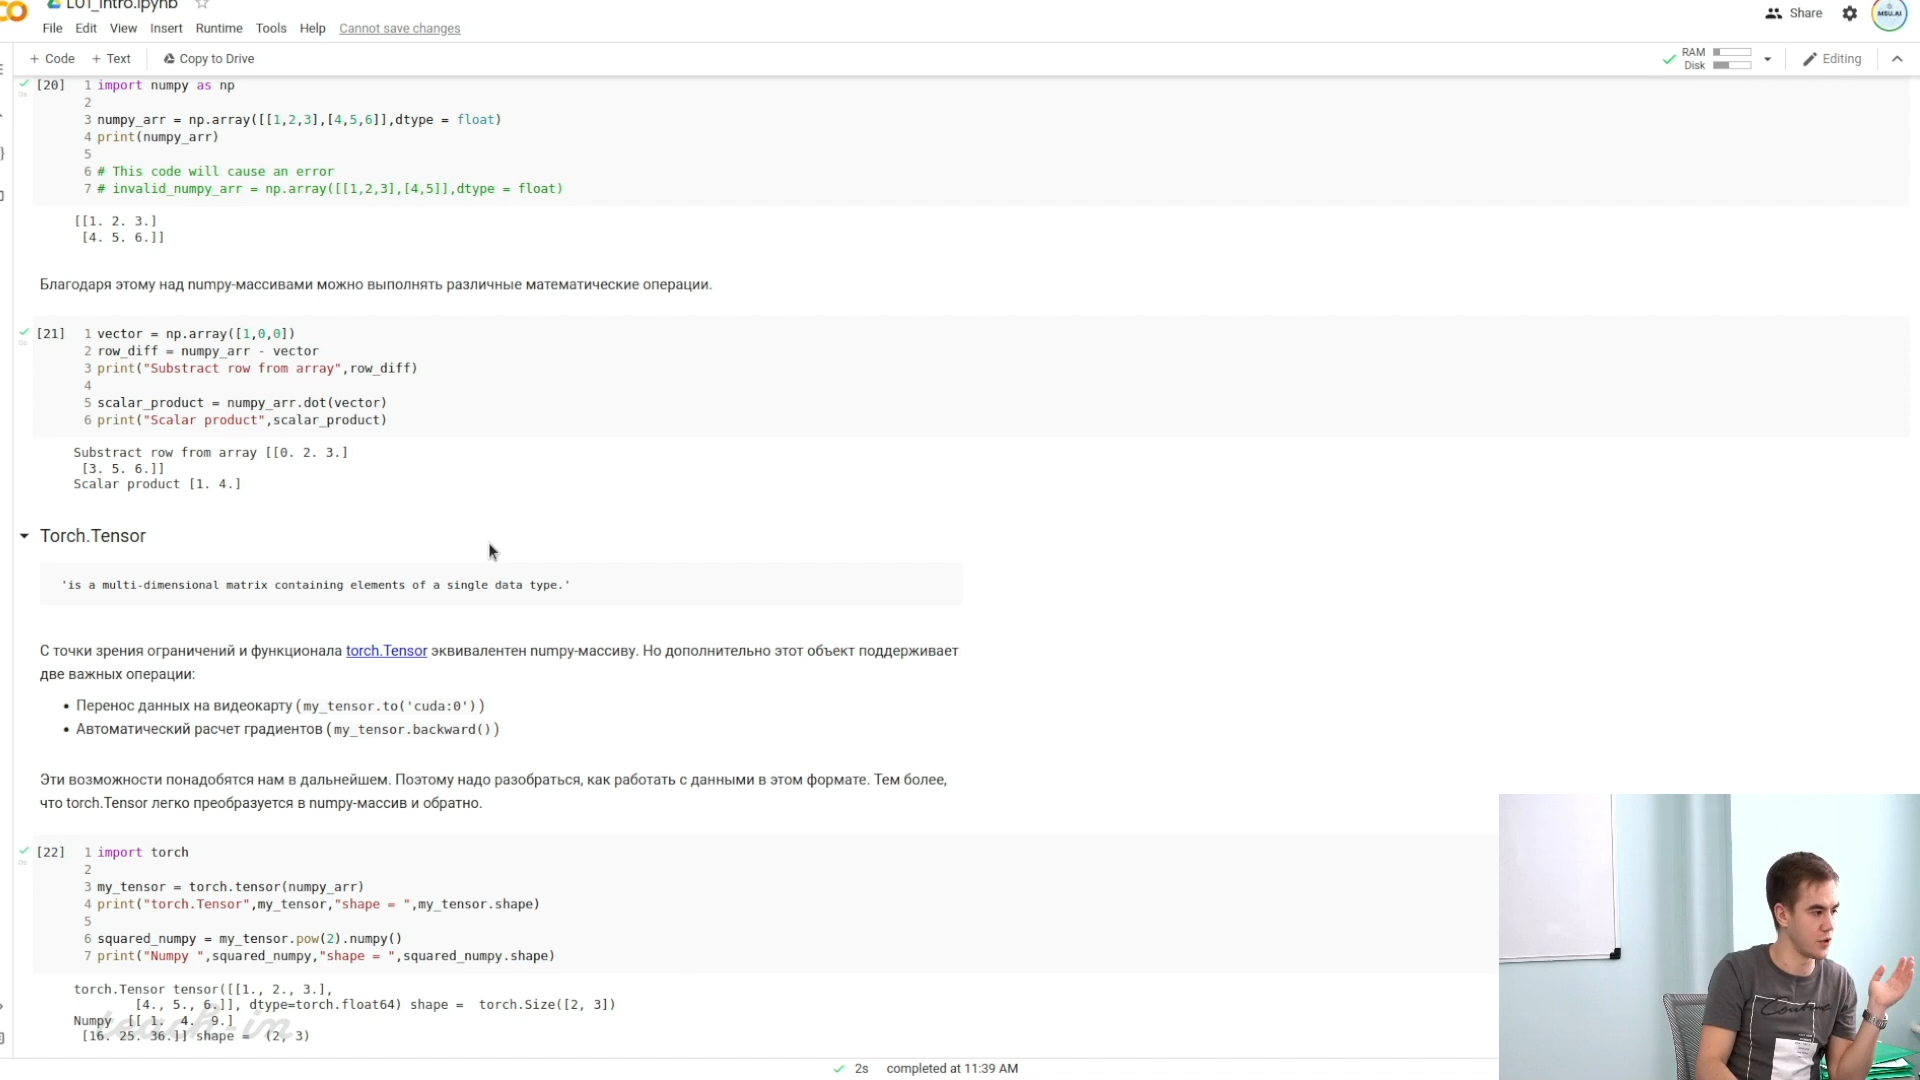 L01_Intro.ipynb
File Edit View Insert Runtime Tools Help Cannot save changes
Share
MSU.AI
+ Code + Text Copy to Drive
RAM
Disk
Editing
[20] 1 import numpy as np
2
3 numpy_arr = np.array([[1,2,3],[4,5,6]],dtype = float)
4 print(numpy_arr)
5
6 # This code will cause an error
7 # invalid_numpy_arr = np.array([[1,2,3],[4,5]],dtype = float)
[[1. 2. 3.]
[4. 5. 6.]]
Благодаря этому над numpy-массивами можно выполнять различные математические операции.
[21] 1 vector = np.array([1,0,0])
2 row_diff = numpy_arr - vector
3 print("Substract row from array",row_diff)
4
5 scalar_product = numpy_arr.dot(vector)
6 print("Scalar product",scalar_product)
Substract row from array [[0. 2. 3.]
[3. 5. 6.]]
Scalar product [1. 4.]
Torch.Tensor
'is a multi-dimensional matrix containing elements of a single data type.'
С точки зрения ограничений и функционала torch.Tensor эквивалентен numpy-массиву. Но дополнительно этот объект поддерживает
две важных операции:
• Перенос данных на видеокарту (my_tensor.to('cuda:0'))
• Автоматический расчет градиентов (my_tensor.backward())
Эти возможности понадобятся нам в дальнейшем. Поэтому надо разобраться, как работать с данными в этом формате. Тем более,
что torch.Tensor легко преобразуется в numpy-массив и обратно.
[22] 1 import torch
2
3 my_tensor = torch.tensor(numpy_arr)
4 print("torch.Tensor",my_tensor,"shape = ",my_tensor.shape)
5
6 squared_numpy = my_tensor.pow(2).numpy()
7 print("Numpy ",squared_numpy,"shape = ",squared_numpy.shape)
torch.Tensor tensor([[1., 2., 3.],
[4., 5., 6.]], dtype=torch.float64) shape =  torch.Size([2, 3])
Numpy  [[ 1.  4.  9.]
[16. 25. 36.]] shape =  (2, 3)
teach-in
2s completed at 11:39 AM